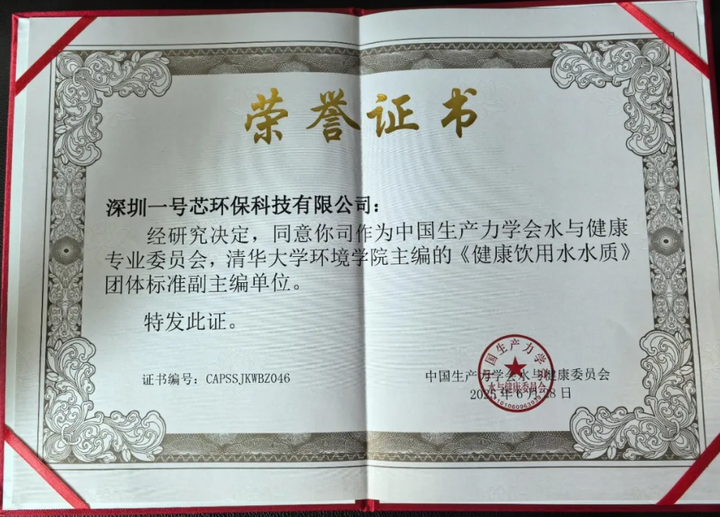 荣誉证书
深圳一号芯环保科技有限公司：
经研究决定，同意你司作为中国生产力学会水与健康
专业委员会，清华大学环境学院主编的《健康饮用水水质》
团体标准副主编单位。
特发此证。
证书编号：CAPSSJKWBZ046
中国生产力学会水与健康委员会
2025年6月28日